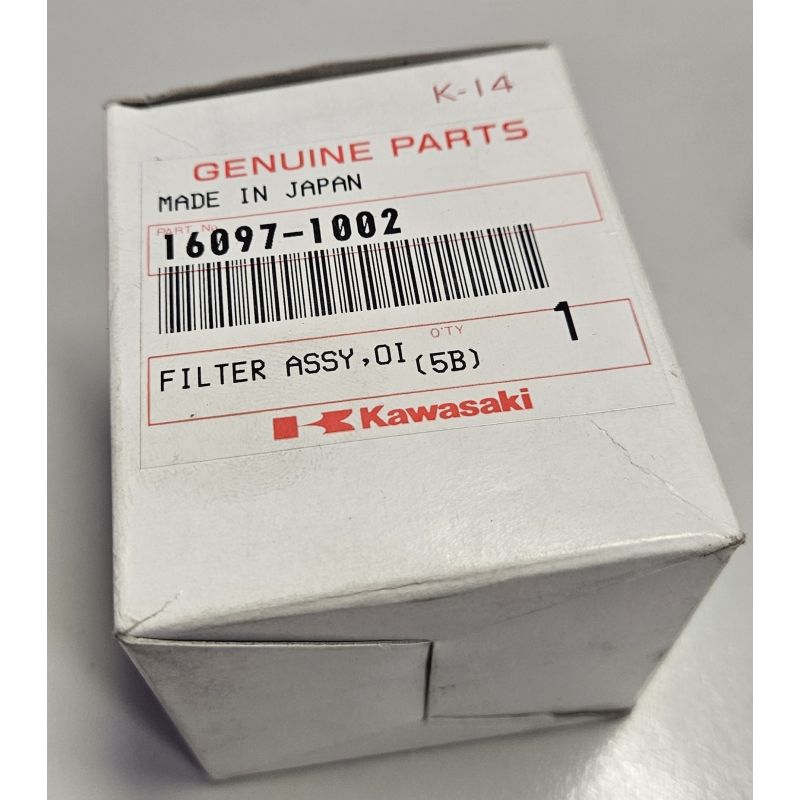 K-14
GENUINE PARTS
MADE IN JAPAN
PART No.
16097-1002
Q'TY
1
FILTER ASSY,OI (5B)
Kawasaki